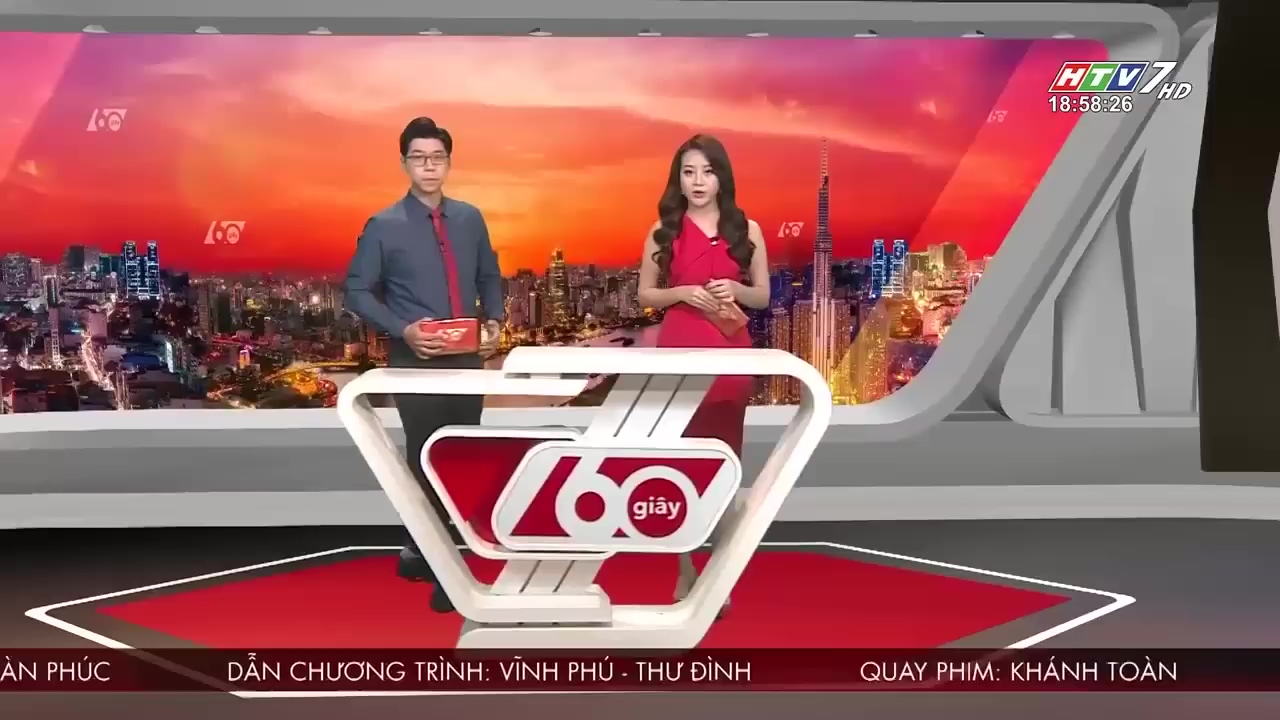 HTV7 HD
18:58:26
60 giây
ÀN PHÚC DẪN CHƯƠNG TRÌNH: VĨNH PHÚ - THƯ ĐÌNH QUAY PHIM: KHÁNH TOÀN